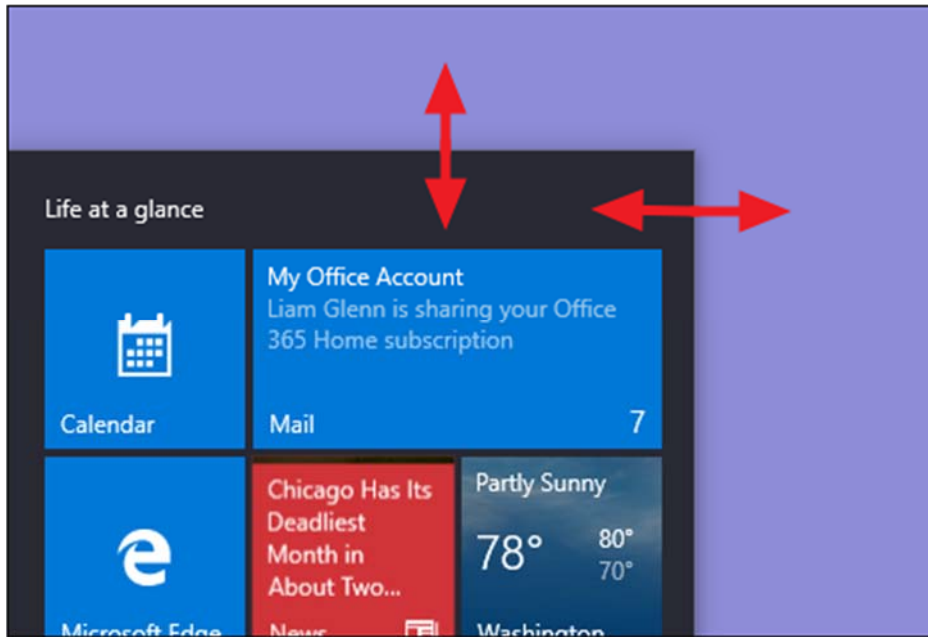 Life at a glance
My Office Account
Liam Glenn is sharing your Office
365 Home subscription
Calendar
Mail
7
Chicago Has Its
Deadliest
Month in
About Two...
News
Partly Sunny
78°
80°
70°
Washington
Microsoft Edge